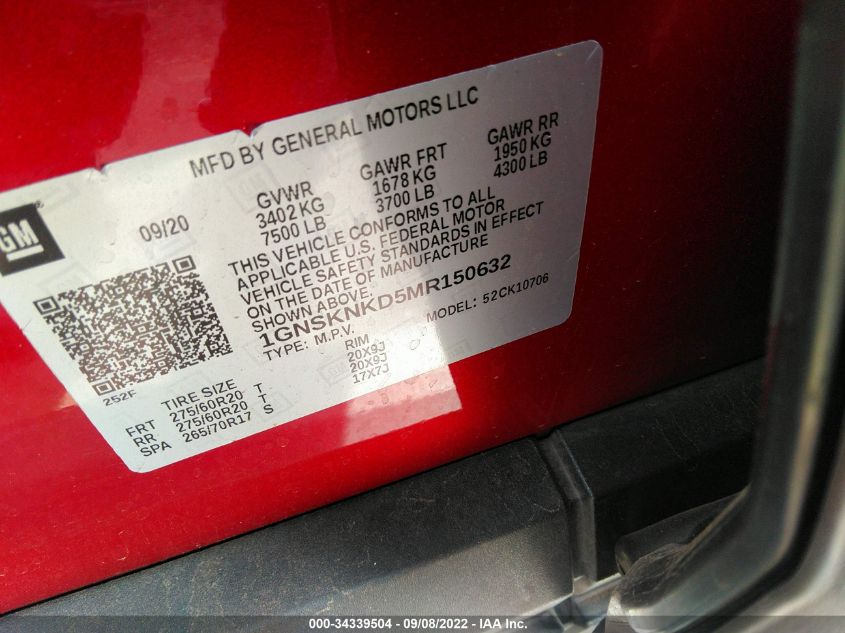 MFD BY GENERAL MOTORS LLC
GM
09/20
GVWR GAWR FRT GAWR RR
3402 KG 1678 KG 1950 KG
7500 LB 3700 LB 4300 LB
THIS VEHICLE CONFORMS TO ALL
APPLICABLE U.S. FEDERAL MOTOR
VEHICLE SAFETY STANDARDS IN EFFECT
ON THE DATE OF MANUFACTURE
SHOWN ABOVE.
1GNSKNKD5MR150632
TYPE: M.P.V. MODEL: 52CK10706
252F
TIRE SIZE RIM
FRT 275/60R20 T 20X9J
RR 275/60R20 T 20X9J
SPA 265/70R17 S 17X7J
000-34339504 - 09/08/2022 - IAA Inc.